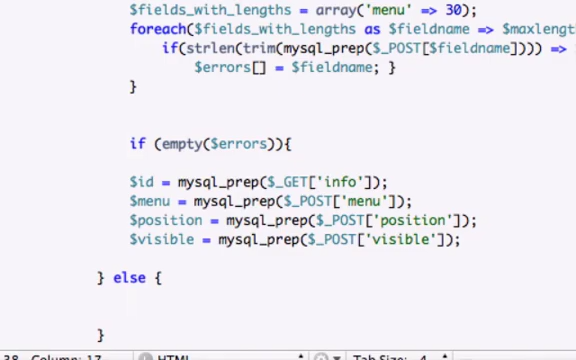 $fields_with_lengths = array('menu' => 30);
foreach($fields_with_lengths as $fieldname => $maxlengt
if(strlen(trim(mysql_prep($_POST[$fieldname]))) =>
$errors[] = $fieldname; }
}
if (empty($errors)){
$id = mysql_prep($_GET['info']);
$menu = mysql_prep($_POST['menu']);
$position = mysql_prep($_POST['position']);
$visible = mysql_prep($_POST['visible']);
} else {
}
38 Column: 17 HTML Tab Size: 4